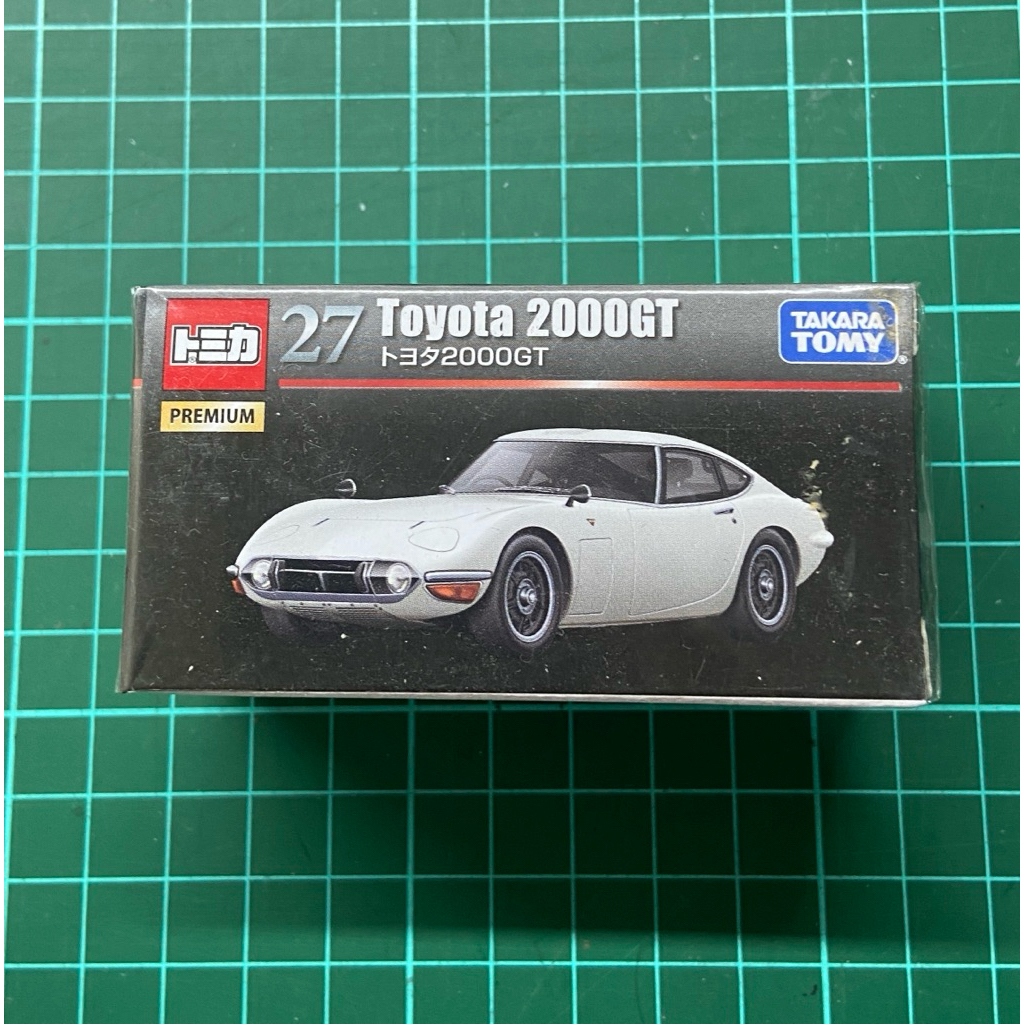 トミカ
27 Toyota 2000GT
トヨタ2000GT
TAKARA TOMY®
PREMIUM